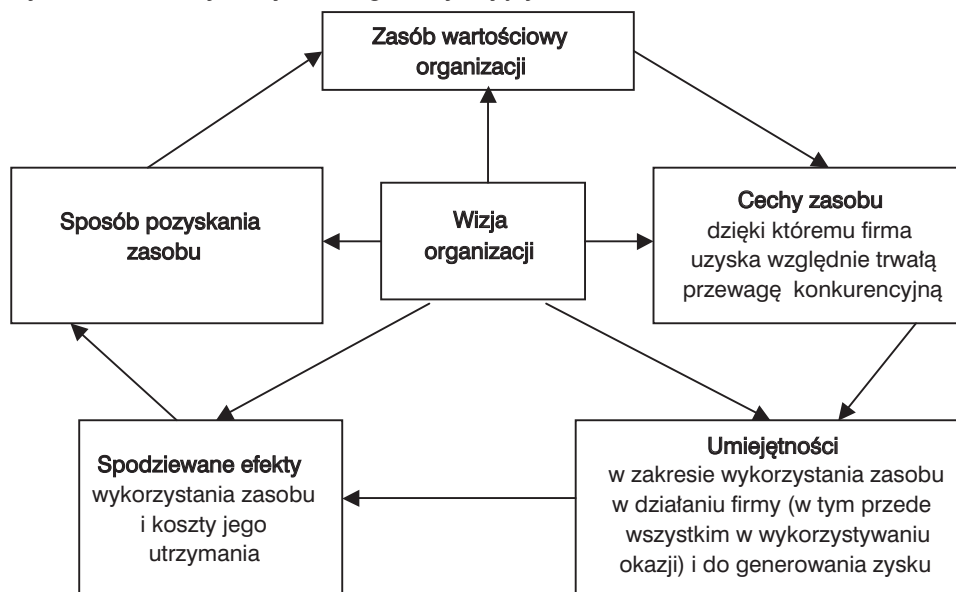 Zasób wartościowy
organizacji
Sposób pozyskania
zasobu
Wizja
organizacji
Cechy zasobu
dzięki któremu firma
uzyska względnie trwałą
przewagę konkurencyjną
Spodziewane efekty
wykorzystania zasobu
i koszty jego
utrzymania
Umiejętności
w zakresie wykorzystania zasobu
w działaniu firmy (w tym przede
wszystkim w wykorzystywaniu
okazji) i do generowania zysku